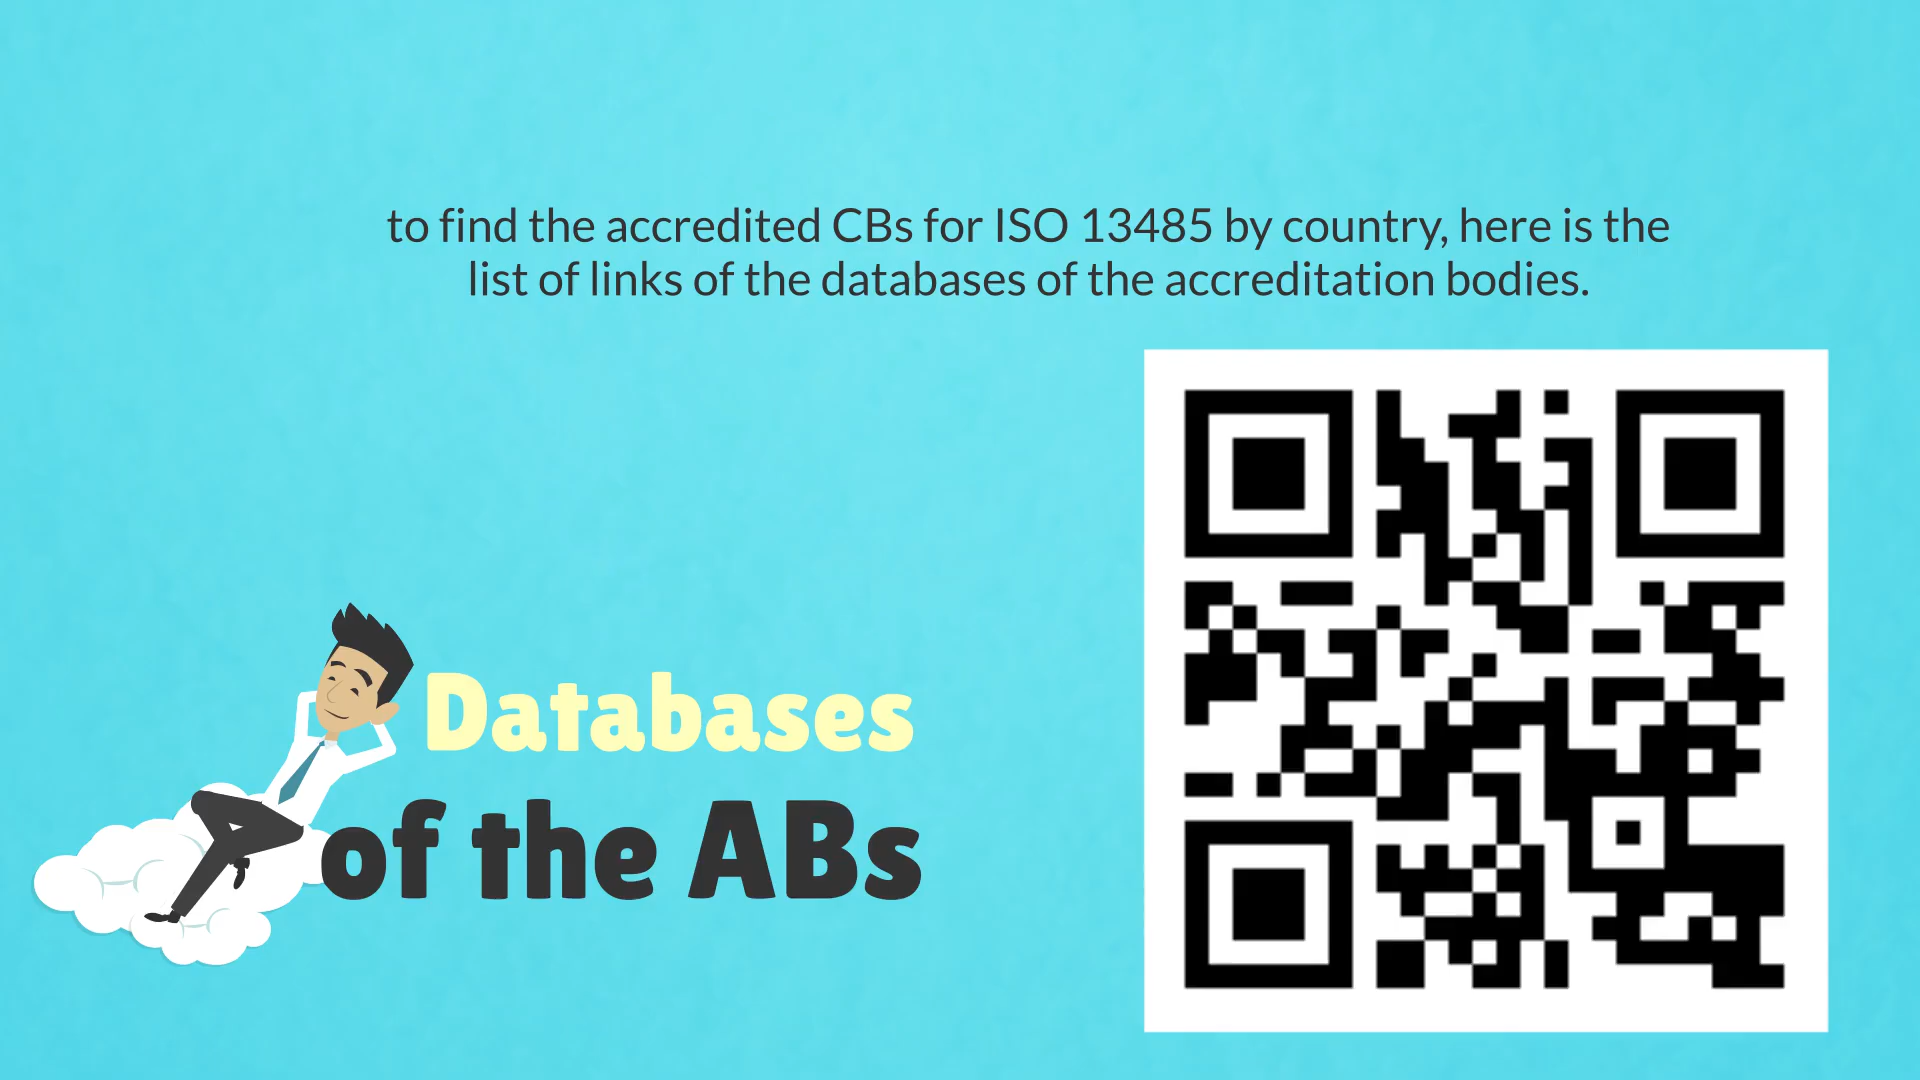 to find the accredited CBs for ISO 13485 by country, here is the
list of links of the databases of the accreditation bodies.
Databases
of the ABs